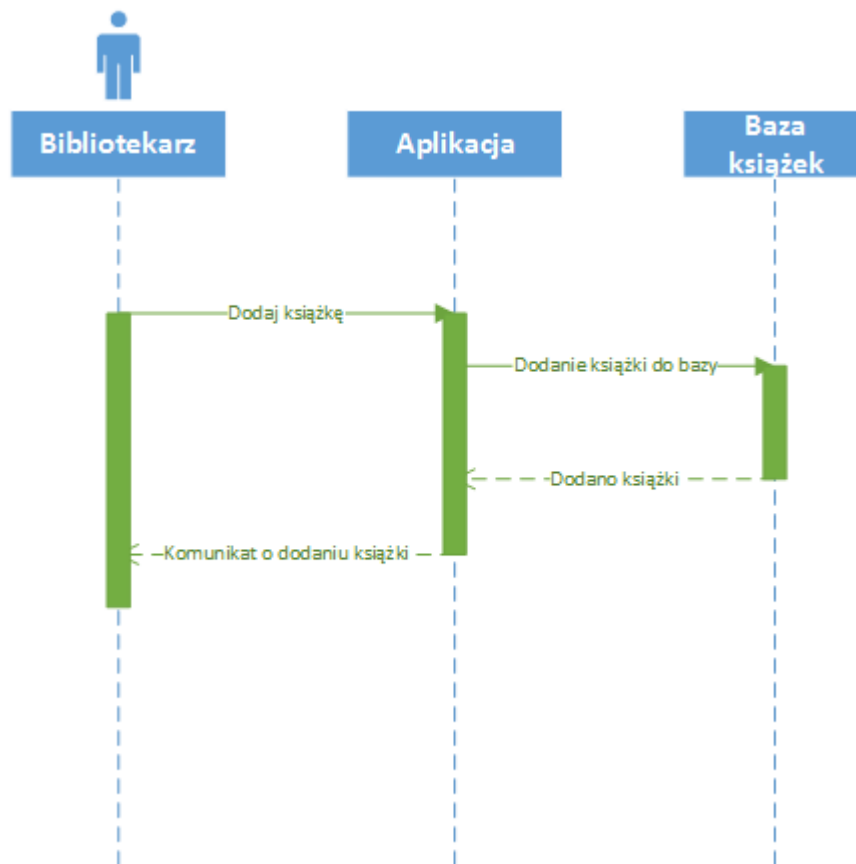 Bibliotekarz
Aplikacja
Baza
książek
Dodaj książkę
Dodanie książki do bazy
Dodano książki
Komunikat o dodaniu książki